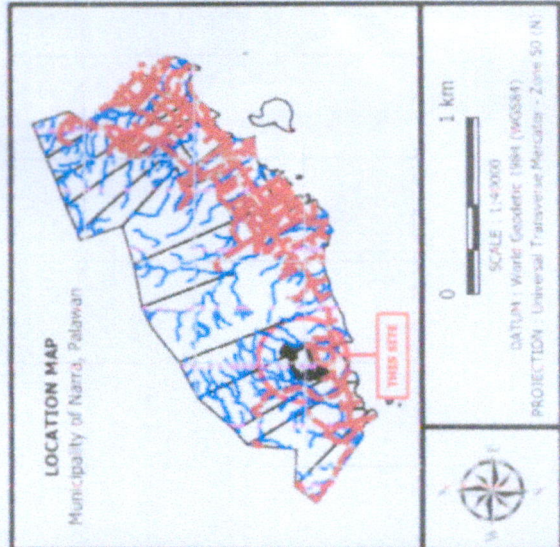 LOCATION MAP
Municipality of Narra, Palawan
THIS SITE
0 1 km
SCALE : 1:40000
DATUM : World Geodetic 1984 (WGS84)
PROJECTION : Universal Transverse Mercator - Zone 50 (N)
W
E